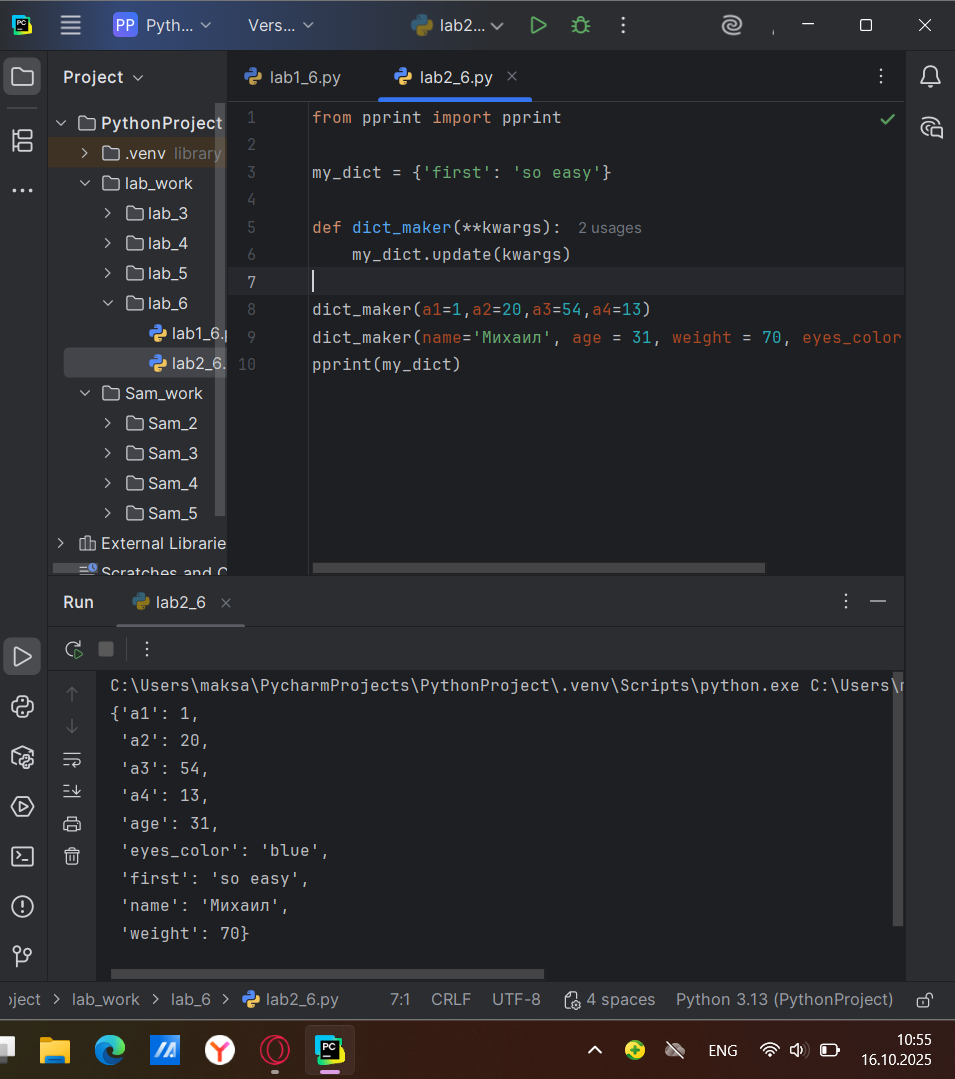 PP Pyth... Vers... lab2...
Project
lab1_6.py lab2_6.py
PythonProject
.venv library
lab_work
lab_3
lab_4
lab_5
lab_6
lab1_6.
lab2_6.
Sam_work
Sam_2
Sam_3
Sam_4
Sam_5
External Librarie
Scratches and C
1 from pprint import pprint
2
3 my_dict = {'first': 'so easy'}
4
5 def dict_maker(**kwargs): 2 usages
6     my_dict.update(kwargs)
7
8 dict_maker(a1=1,a2=20,a3=54,a4=13)
9 dict_maker(name='Михаил', age = 31, weight = 70, eyes_color
10 pprint(my_dict)
Run lab2_6
C:\Users\maksa\PycharmProjects\PythonProject\.venv\Scripts\python.exe C:\Users\
{'a1': 1,
 'a2': 20,
 'a3': 54,
 'a4': 13,
 'age': 31,
 'eyes_color': 'blue',
 'first': 'so easy',
 'name': 'Михаил',
 'weight': 70}
oject > lab_work > lab_6 > lab2_6.py 7:1 CRLF UTF-8 4 spaces Python 3.13 (PythonProject)
PC
ENG
10:55
16.10.2025